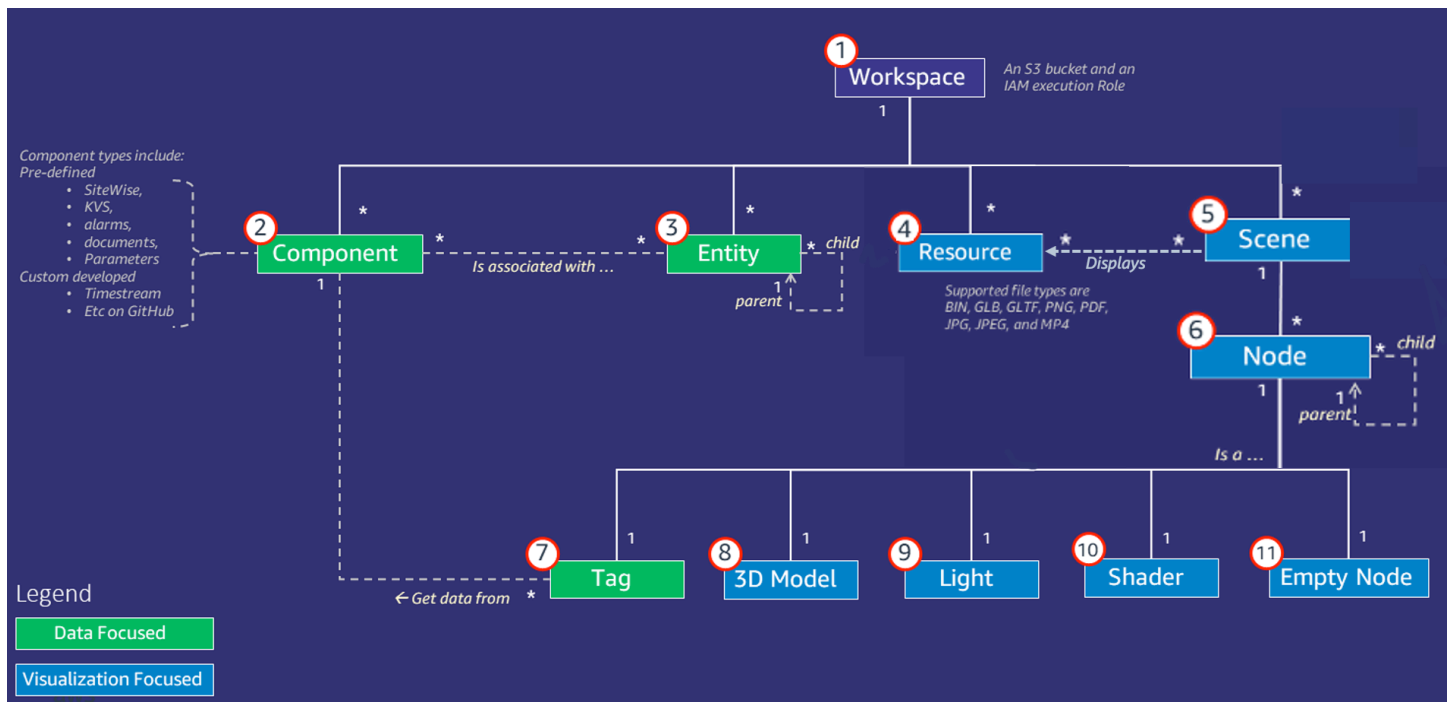 1
Workspace
An S3 bucket and an
IAM execution Role
1
Component types include:
Pre-defined
• SiteWise,
• KVS,
• alarms,
• documents,
• Parameters
Custom developed
• Timestream
• Etc on GitHub
*
*
*
*
2
Component
*
Is associated with ...
*
3
Entity
* child
1
parent
4
Resource
*
Displays
*
5
Scene
1
1
Supported file types are
BIN, GLB, GLTF, PNG, PDF,
JPG, JPEG, and MP4
*
6
Node
* child
1
1
parent
Is a ...
1
1
1
1
1
7
Tag
8
3D Model
9
Light
10
Shader
11
Empty Node
← Get data from *
Legend
Data Focused
Visualization Focused